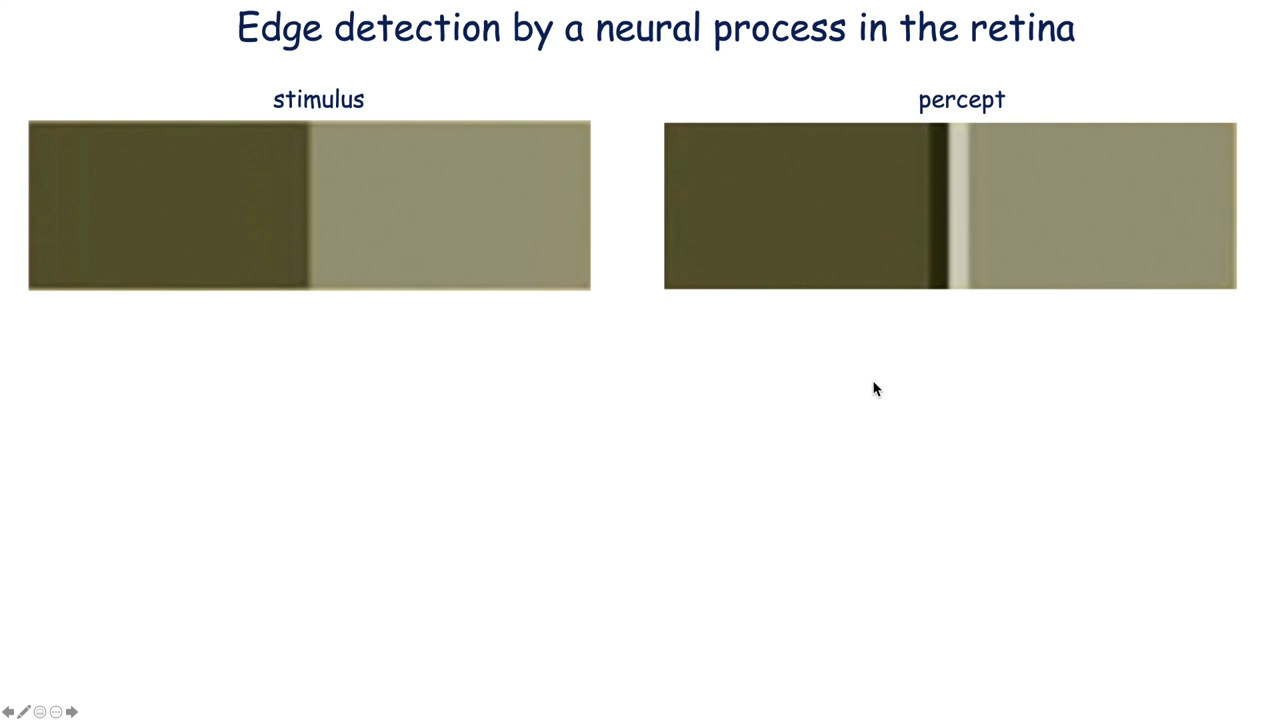 Edge detection by a neural process in the retina
stimulus
percept